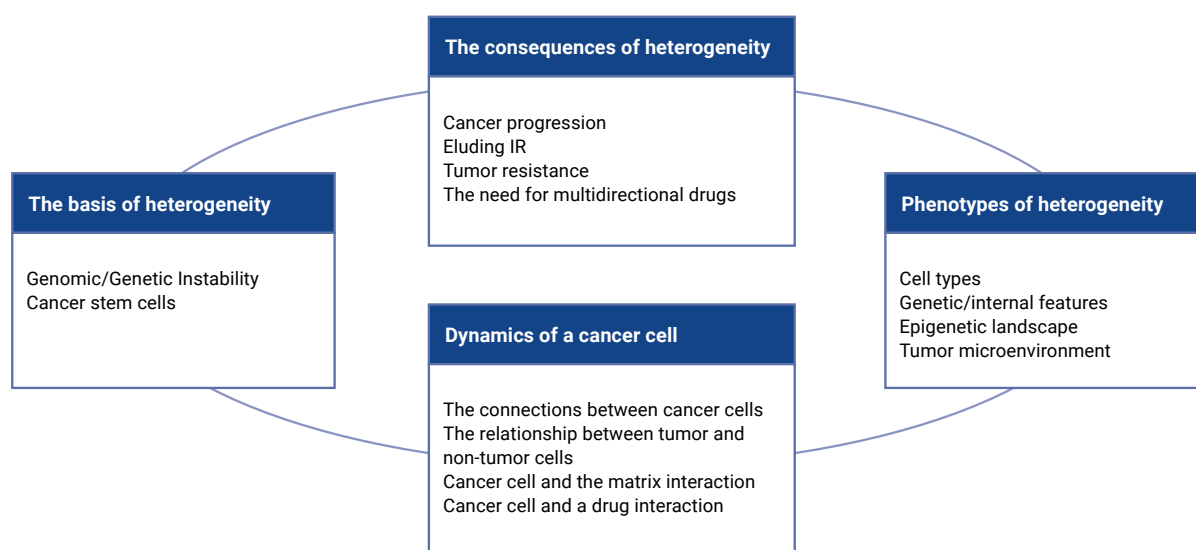 The consequences of heterogeneity
Cancer progression
Eluding IR
Tumor resistance
The need for multidirectional drugs
The basis of heterogeneity
Genomic/Genetic Instability
Cancer stem cells
Phenotypes of heterogeneity
Cell types
Genetic/internal features
Epigenetic landscape
Tumor microenvironment
Dynamics of a cancer cell
The connections between cancer cells
The relationship between tumor and
non-tumor cells
Cancer cell and the matrix interaction
Cancer cell and a drug interaction